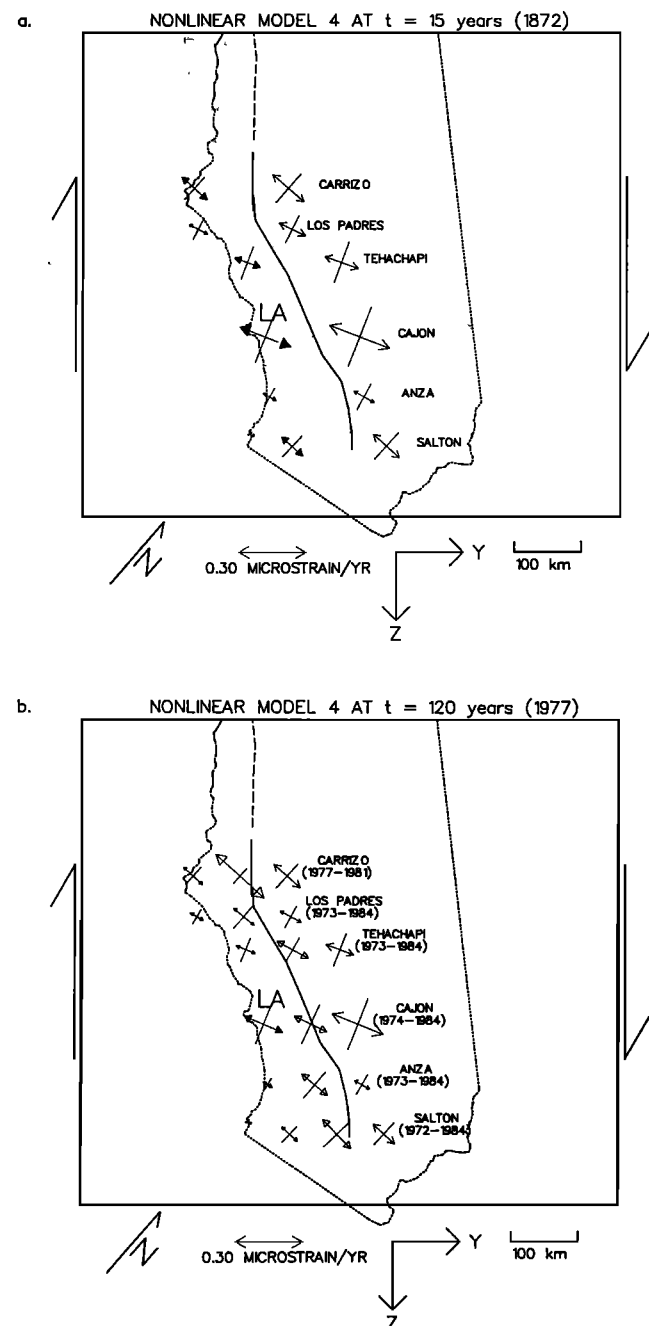 a.
NONLINEAR MODEL 4 AT t = 15 years (1872)
CARRIZO
LOS PADRES
TEHACHAPI
LA
CAJON
ANZA
SALTON
N
0.30 MICROSTRAIN/YR
Y
Z
100 km
b.
NONLINEAR MODEL 4 AT t = 120 years (1977)
CARRIZO
(1977-1981)
LOS PADRES
(1973-1984)
TEHACHAPI
(1973-1984)
LA
CAJON
(1974-1984)
ANZA
(1973-1984)
SALTON
(1972-1984)
N
0.30 MICROSTRAIN/YR
Y
Z
100 km